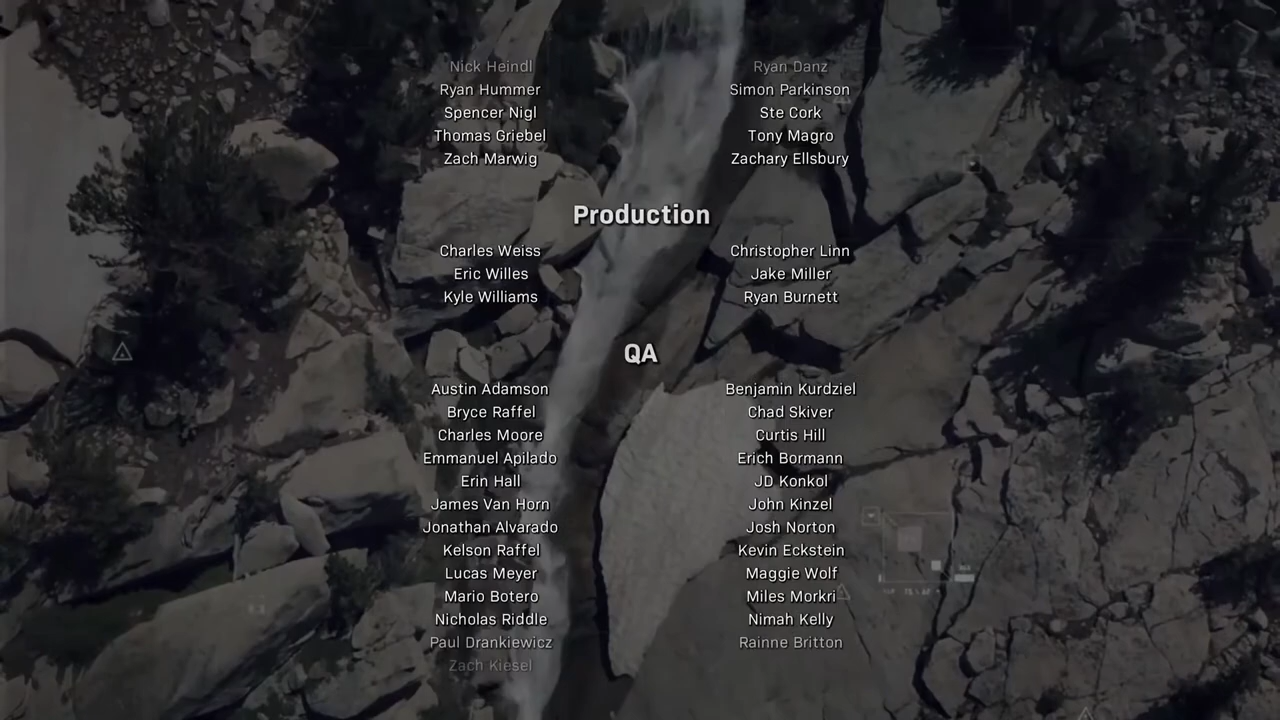 Nick Heindl Ryan Danz
Ryan Hummer Simon Parkinson
Spencer Nigl Ste Cork
Thomas Griebel Tony Magro
Zach Marwig Zachary Ellsbury
Production
Charles Weiss Christopher Linn
Eric Willes Jake Miller
Kyle Williams Ryan Burnett
QA
Austin Adamson Benjamin Kurdziel
Bryce Raffel Chad Skiver
Charles Moore Curtis Hill
Emmanuel Apilado Erich Bormann
Erin Hall JD Konkol
James Van Horn John Kinzel
Jonathan Alvarado Josh Norton
Kelson Raffel Kevin Eckstein
Lucas Meyer Maggie Wolf
Mario Botero Miles Morkri
Nicholas Riddle Nimah Kelly
Paul Drankiewicz Rainne Britton
Zach Kiesel